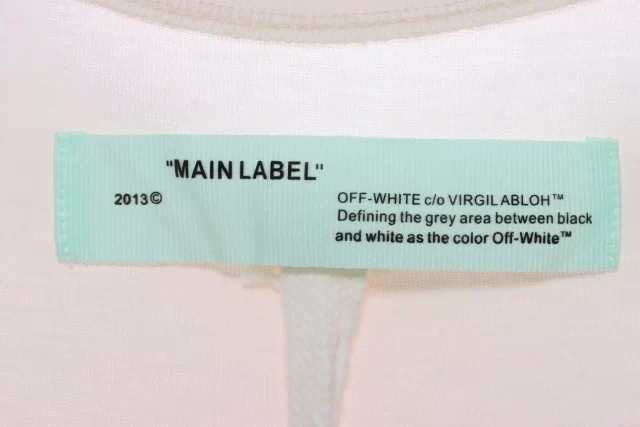 "MAIN LABEL"
2013©
OFF-WHITE c/o VIRGIL ABLOH™
Defining the grey area between black
and white as the color Off-White™